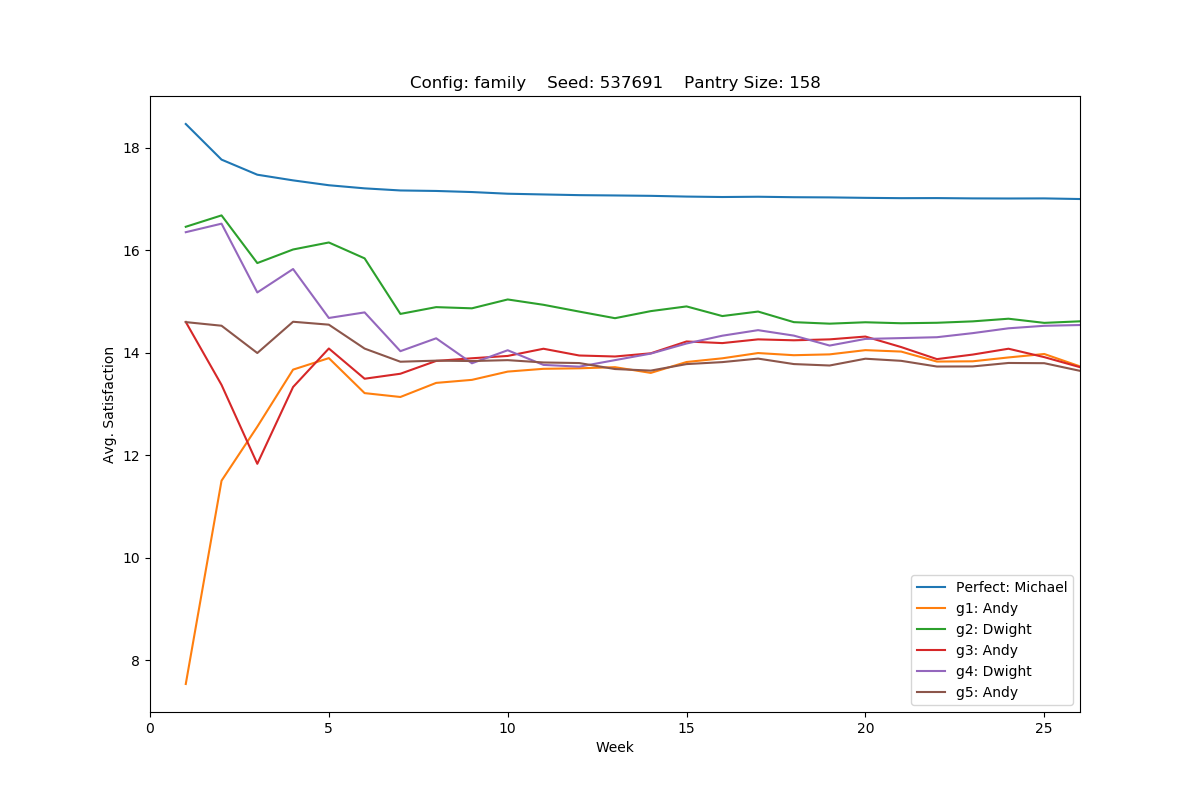 Config: family    Seed: 537691    Pantry Size: 158
Avg. Satisfaction
18
16
14
12
10
8
0 5 10 15 20 25
Week
Perfect: Michael
g1: Andy
g2: Dwight
g3: Andy
g4: Dwight
g5: Andy